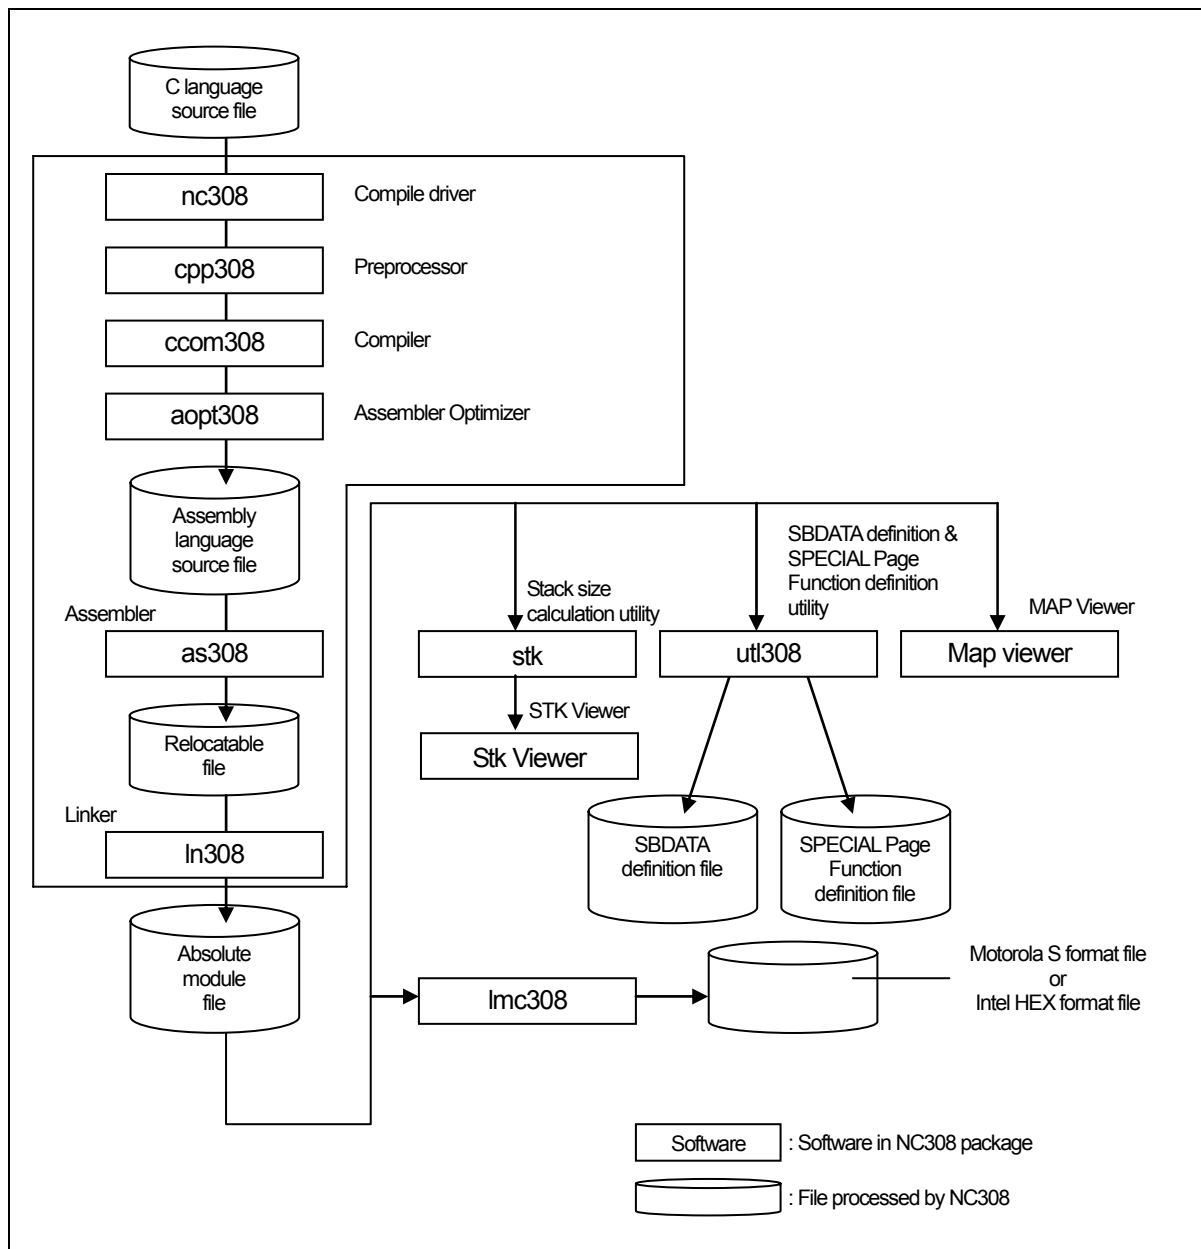 C language
source file
nc308
Compile driver
cpp308
Preprocessor
ccom308
Compiler
aopt308
Assembler Optimizer
Assembly
language
source file
Assembler
as308
Relocatable
file
Linker
ln308
Absolute
module
file
Stack size
calculation utility
stk
STK Viewer
Stk Viewer
SBDATA definition &
SPECIAL Page
Function definition
utility
utl308
MAP Viewer
Map viewer
SBDATA
definition file
SPECIAL Page
Function
definition file
lmc308
Motorola S format file
or
Intel HEX format file
Software
: Software in NC308 package
: File processed by NC308